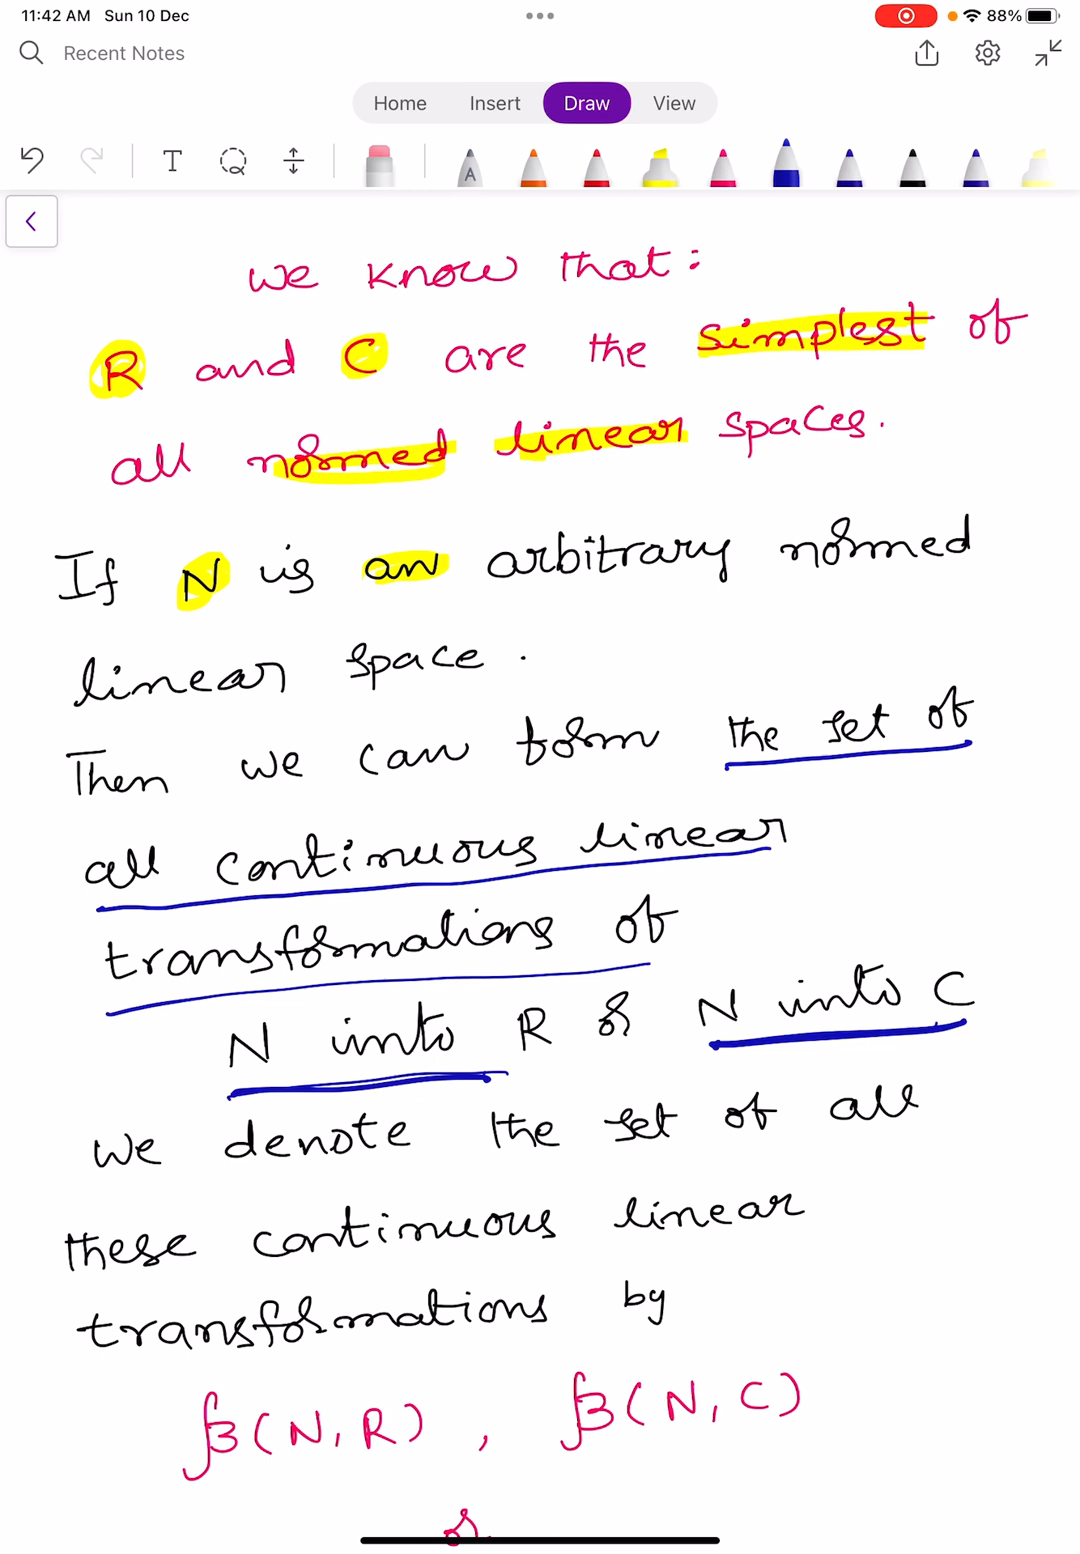 11:42 AM Sun 10 Dec
88%
Recent Notes
Home Insert Draw View
T A
We know that:
R and C are the simplest of
all normed linear spaces.
If N is an arbitrary normed
linear space.
Then we can form the set of
all continuous linear
transformations of
N into R or N into C
We denote the set of all
these continuous linear
transformations by
β(N, R), β(N, C)
or